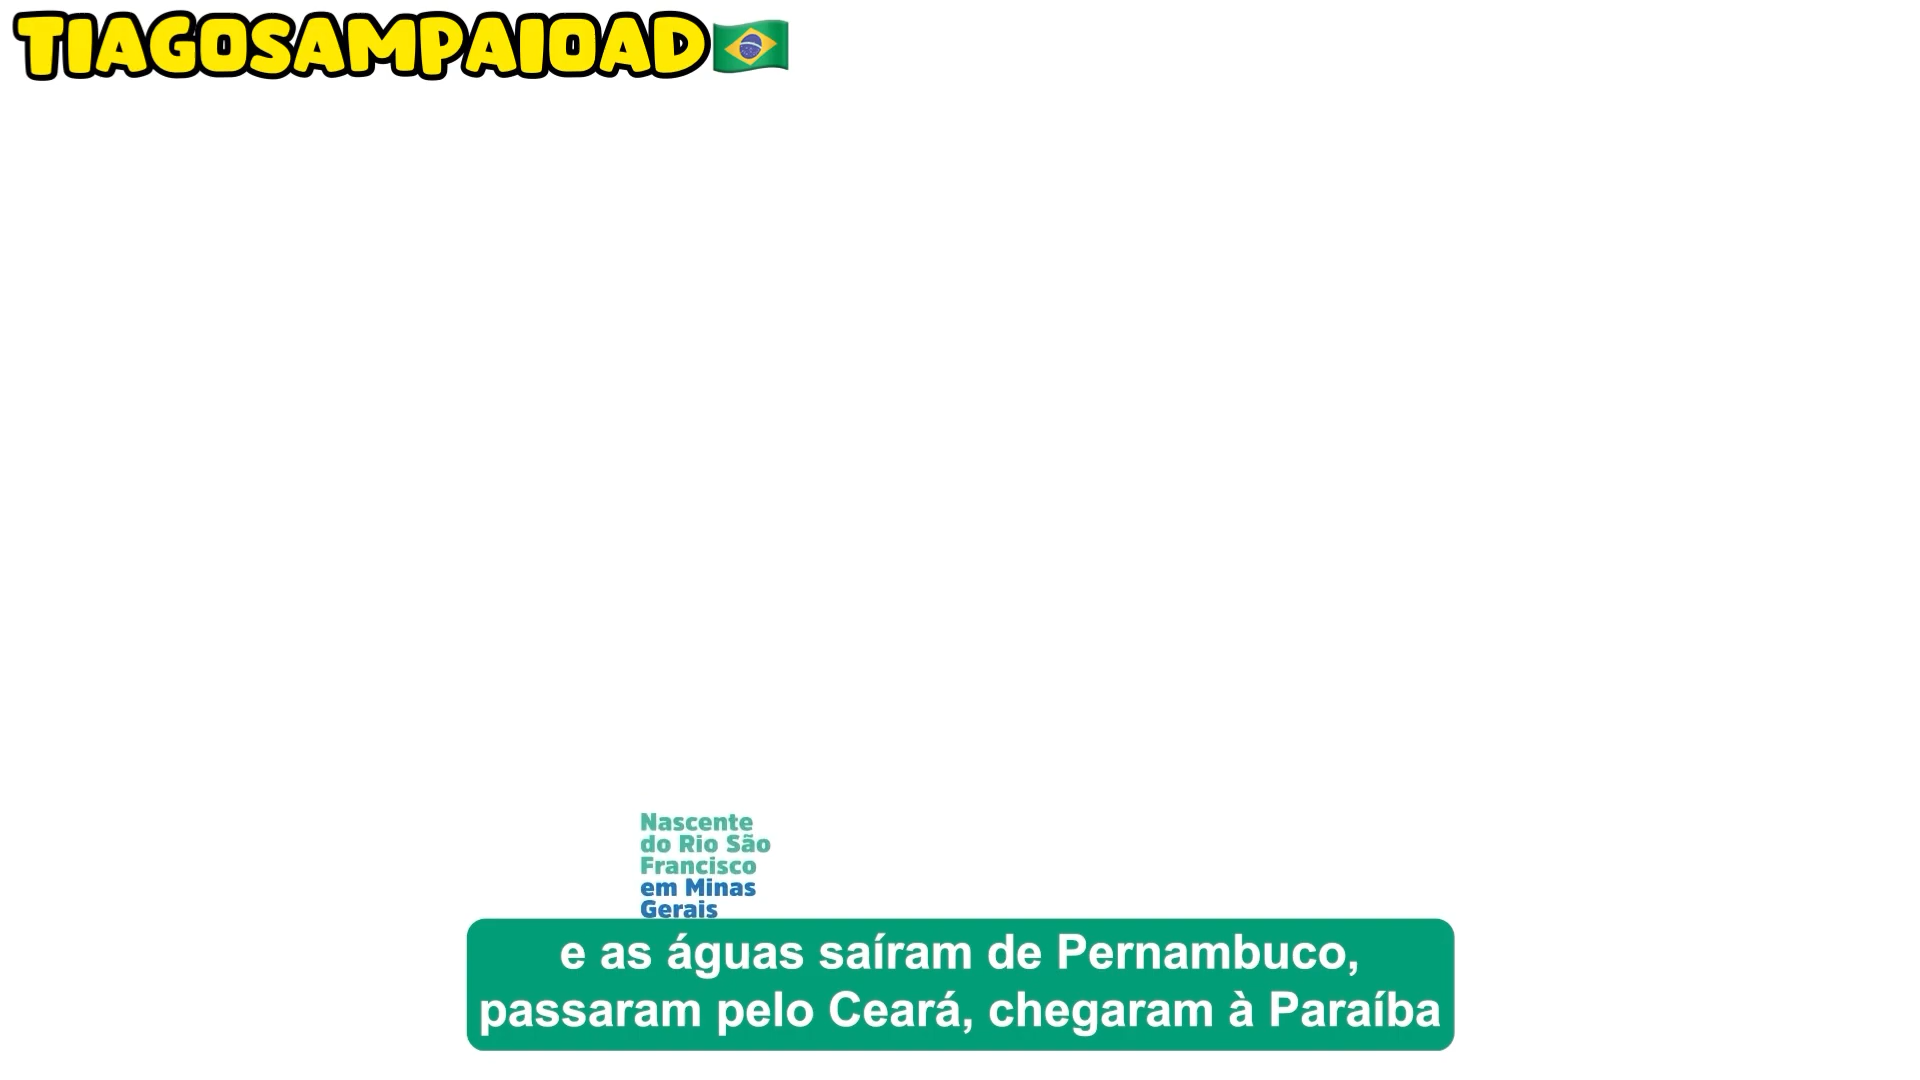 TIAGOSAMPAIOAD
Nascente
do Rio São
Francisco
em Minas
Gerais
e as águas saíram de Pernambuco,
passaram pelo Ceará, chegaram à Paraíba